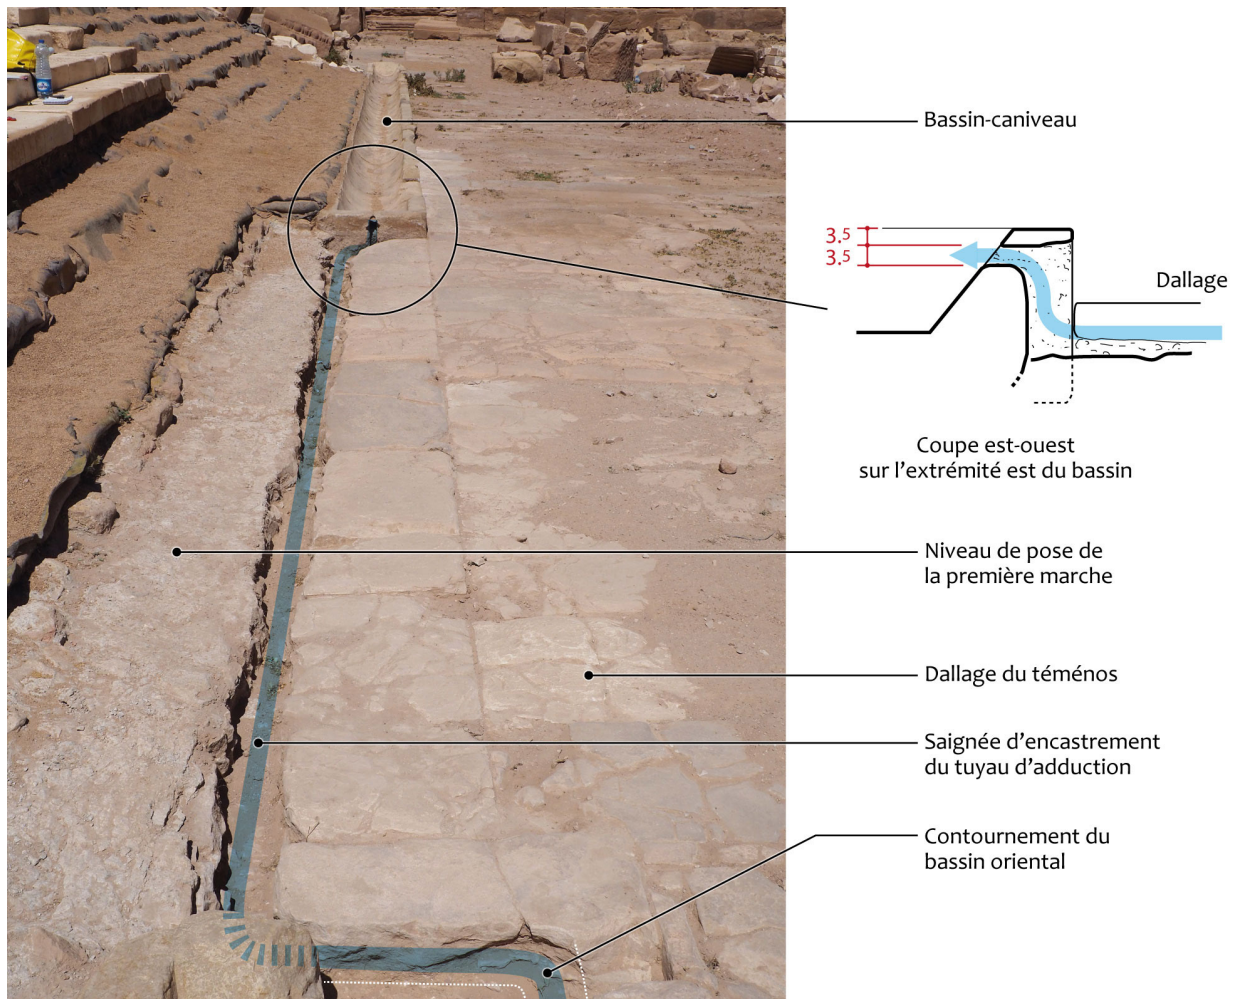 Bassin-caniveau
3.5
3.5
Dallage
Coupe est-ouest
sur l’extrémité est du bassin
Niveau de pose de
la première marche
Dallage du téménos
Saignée d’encastrement
du tuyau d’adduction
Contournement du
bassin oriental